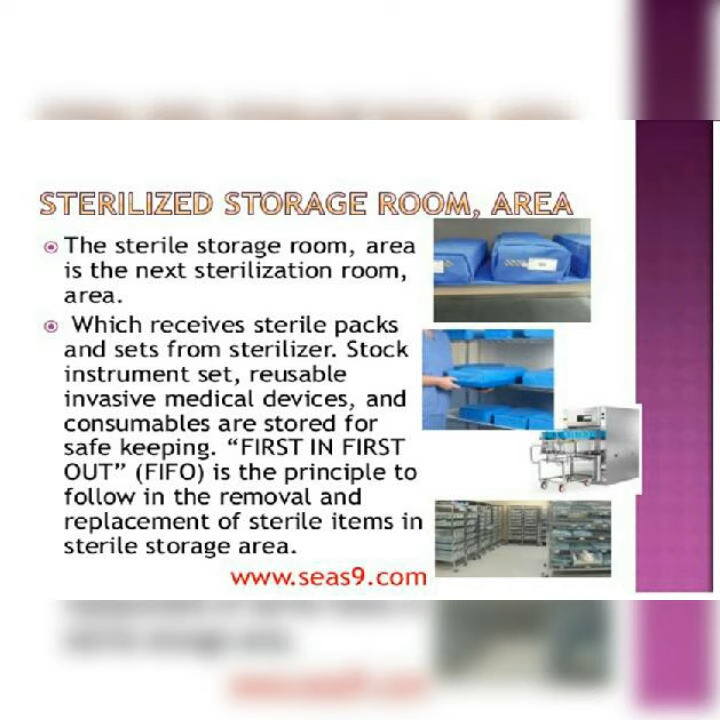 STERILIZED STORAGE ROOM, AREA
The sterile storage room, area
is the next sterilization room,
area.
Which receives sterile packs
and sets from sterilizer. Stock
instrument set, reusable
invasive medical devices, and
consumables are stored for
safe keeping. “FIRST IN FIRST
OUT” (FIFO) is the principle to
follow in the removal and
replacement of sterile items in
sterile storage area.
www.seas9.com